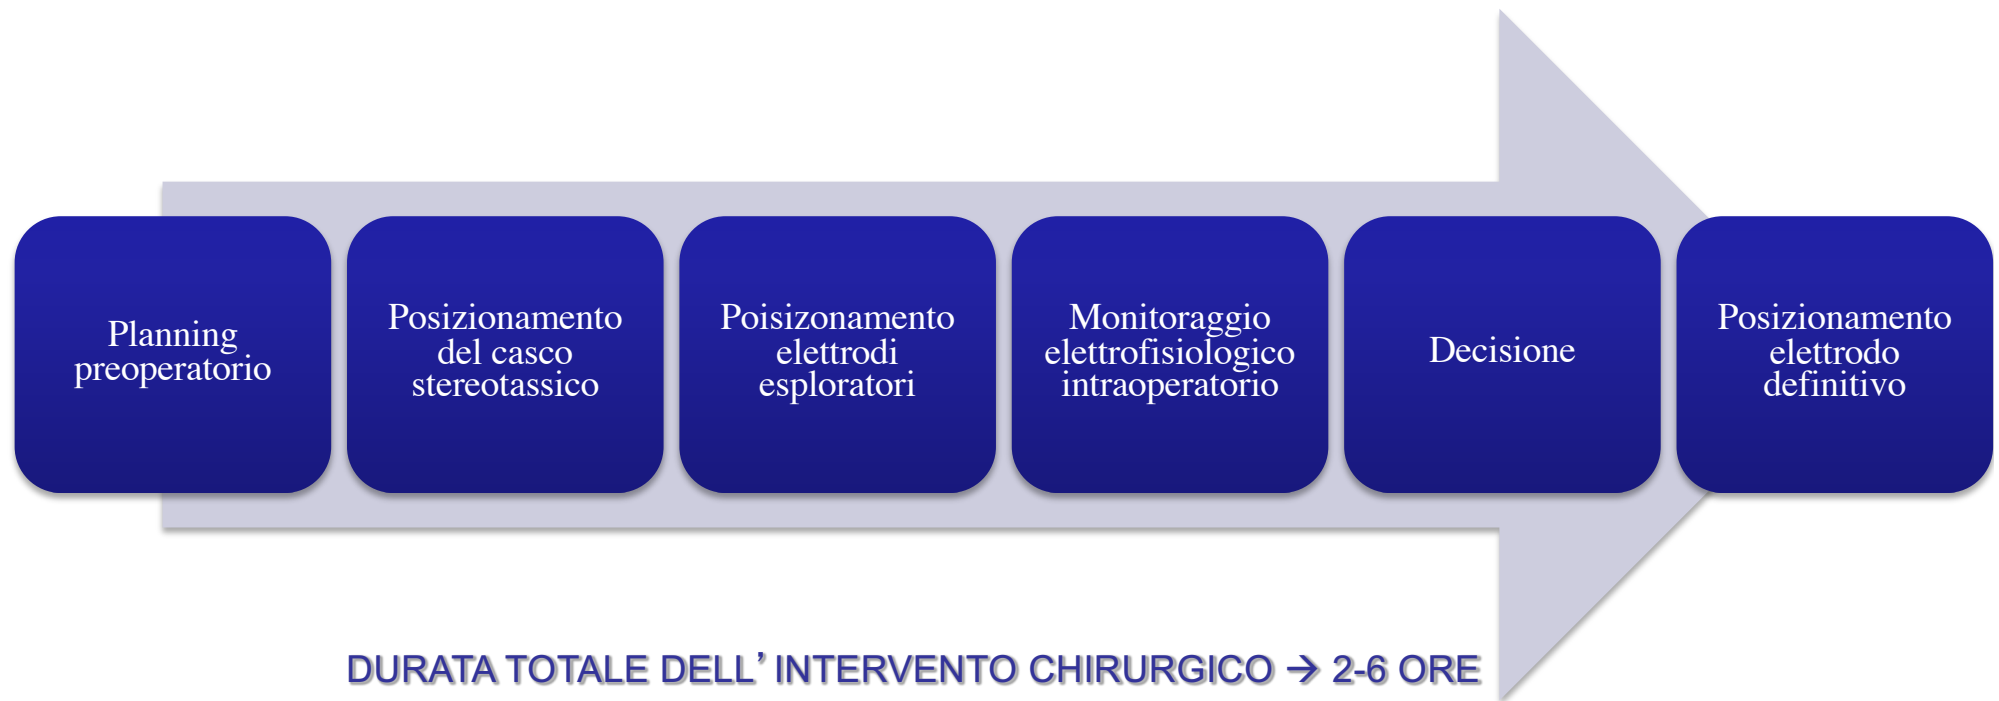 Planning
preoperatorio
Posizionamento
del casco
stereotassico
Poisizonamento
elettrodi
esploratori
Monitoraggio
elettrofisiologico
intraoperatorio
Decisione
Posizionamento
elettrodo
definitivo
DURATA TOTALE DELL’INTERVENTO CHIRURGICO → 2-6 ORE